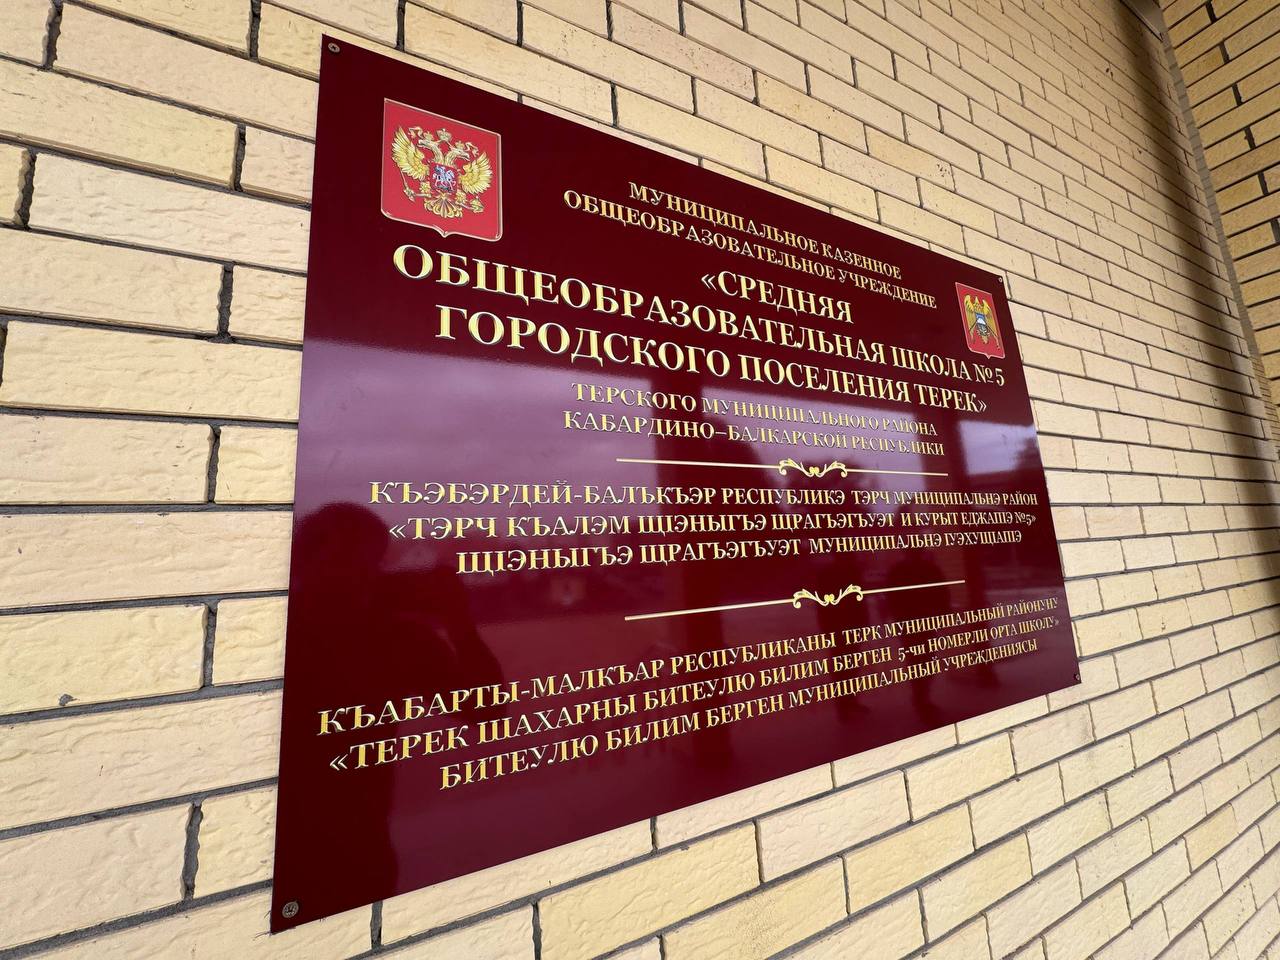 МУНИЦИПАЛЬНОЕ КАЗЕННОЕ
ОБЩЕОБРАЗОВАТЕЛЬНОЕ УЧРЕЖДЕНИЕ
«СРЕДНЯЯ
ОБЩЕОБРАЗОВАТЕЛЬНАЯ ШКОЛА №5
ГОРОДСКОГО ПОСЕЛЕНИЯ ТЕРЕК»
ТЕРСКОГО МУНИЦИПАЛЬНОГО РАЙОНА
КАБАРДИНО–БАЛКАРСКОЙ РЕСПУБЛИКИ
КЪЭБЭРДЕЙ-БАЛЪКЪЭР РЕСПУБЛИКЭ ТЭРЧ МУНИЦИПАЛЬНЭ РАЙОН
«ТЭРЧ КЪАЛЭМ ЩIЭНЫГЪЭ ЩРАГЪЭГЪУЭТ И КУРЫТ ЕДЖАПIЭ №5»
ЩIЭНЫГЪЭ ЩРАГЪЭГЪУЭТ МУНИЦИПАЛЬНЭ IУЭХУЩIАПIЭ
КЪАБАРТЫ-МАЛКЪАР РЕСПУБЛИКАНЫ ТЕРК МУНИЦИПАЛЬНЫЙ РАЙОНУНУ
«ТЕРЕК ШАХАРНЫ БИТЕУЛЮ БИЛИМ БЕРГЕН 5-чи НОМЕРЛИ ОРТА ШКОЛУ»
БИТЕУЛЮ БИЛИМ БЕРГЕН МУНИЦИПАЛЬНЫЙ УЧРЕЖДЕНИЯСЫ